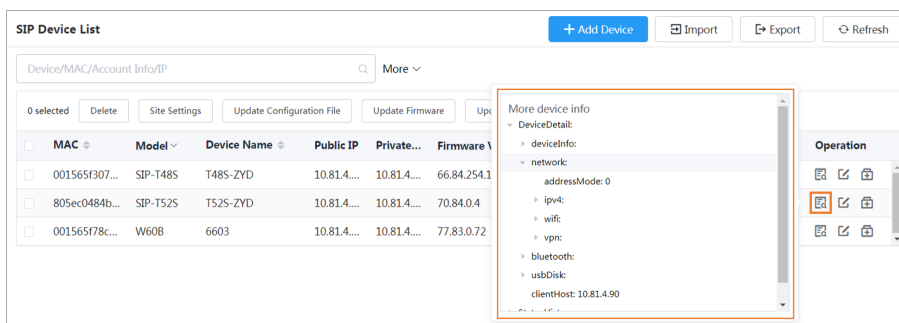 SIP Device List
+ Add Device
Import
Export
Refresh
Device/MAC/Account Info/IP
More
0 selected
Delete
Site Settings
Update Configuration File
Update Firmware
MAC
Model
Device Name
Public IP
Private...
Firmware V
Operation
001565f307...
SIP-T48S
T48S-ZYD
10.81.4....
10.81.4....
66.84.254.1
805ec0484b...
SIP-T52S
T52S-ZYD
10.81.4....
10.81.4....
70.84.0.4
001565f78c...
W60B
6603
10.81.4....
10.81.4....
77.83.0.72
More device info
DeviceDetail:
deviceInfo:
network:
addressMode: 0
ipv4:
wifi:
vpn:
bluetooth:
usbDisk:
clientHost: 10.81.4.90